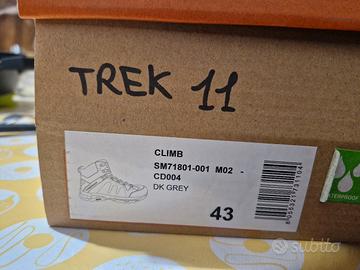 TREK 11
CLIMB
SM71801-001 M02 -
CD004
DK GREY
43
subito